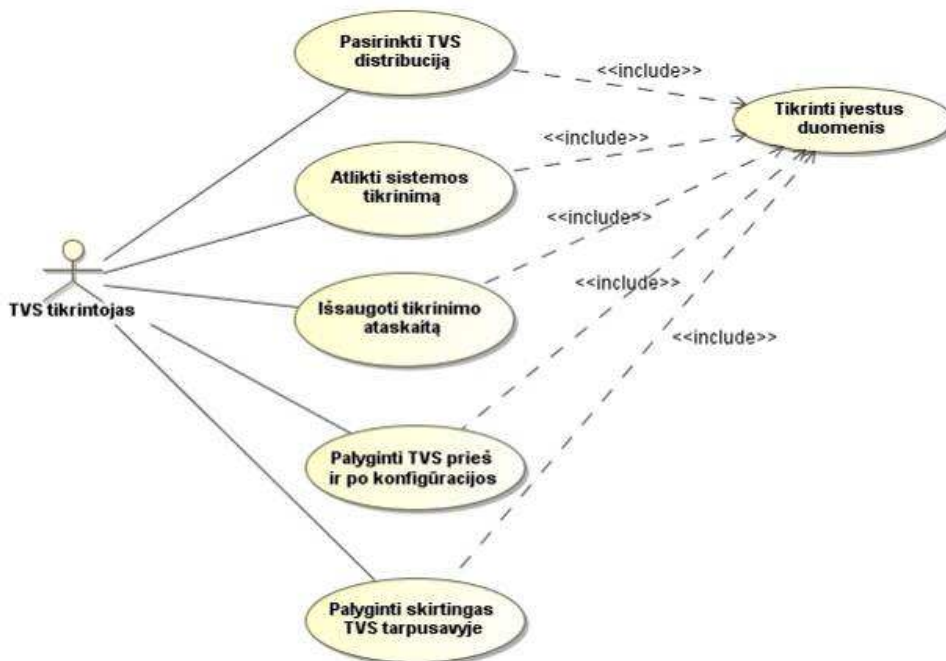 Pasirinkti TVS
distribuciją
<<include>>
Tikrinti įvestus
duomenis
<<include>>
Atlikti sistemos
tikrinimą
<<include>>
TVS tikrintojas
Išsaugoti tikrinimo
ataskaitą
<<include>>
<<include>>
Palyginti TVS prieš
ir po konfigūracijos
Palyginti skirtingas
TVS tarpusavyje